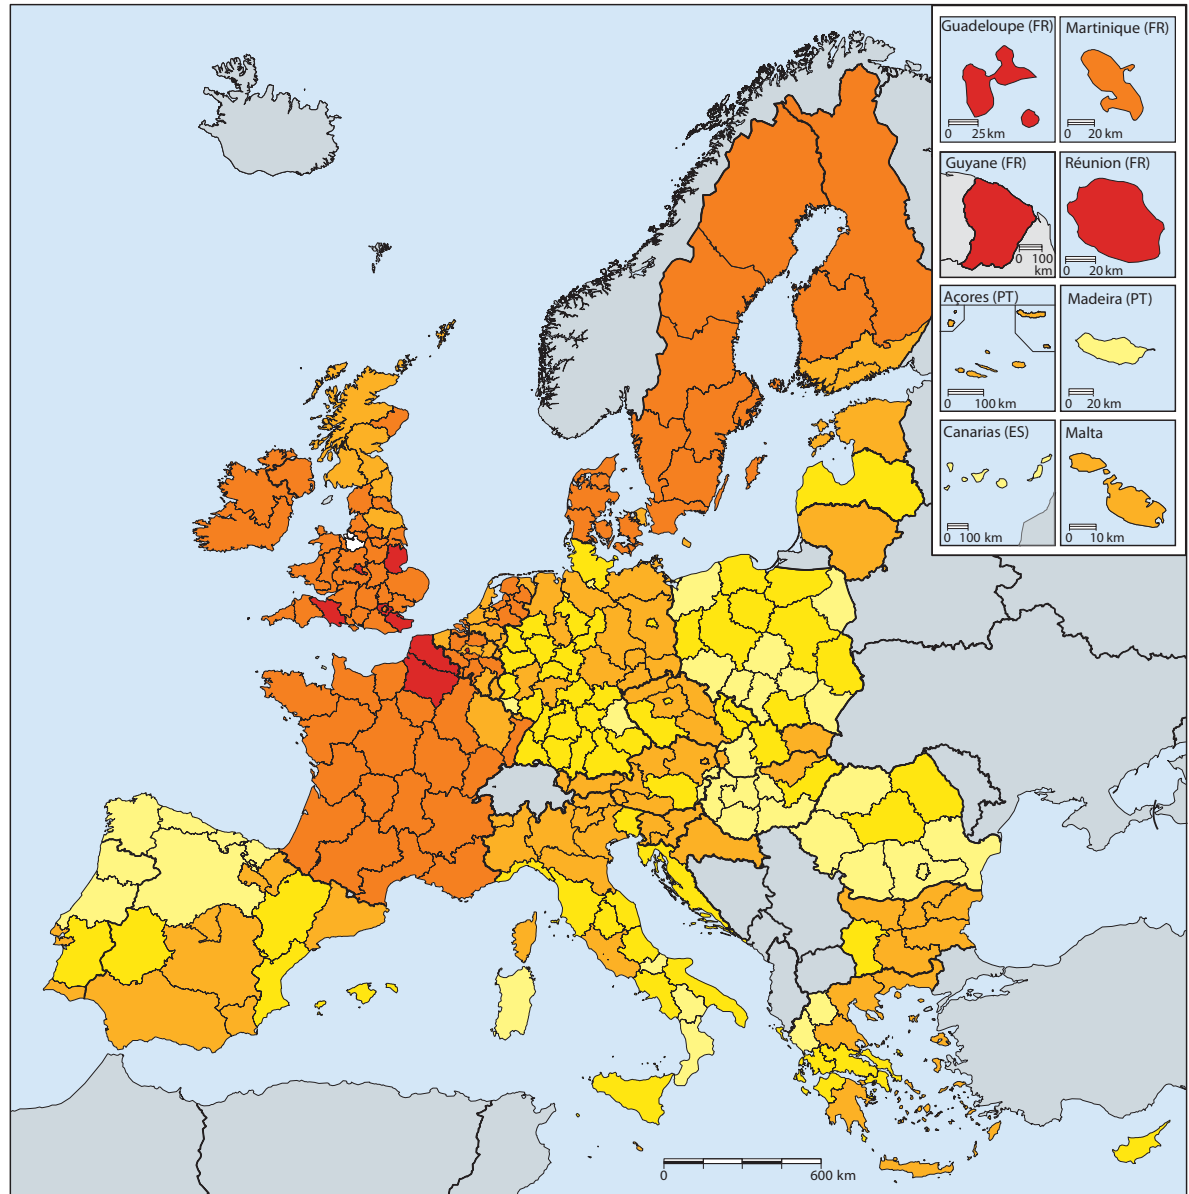 Guadeloupe (FR)
0 25 km
Martinique (FR)
0 20 km
Guyane (FR)
0 100
km
Réunion (FR)
0 20 km
Açores (PT)
0 100 km
Madeira (PT)
0 20 km
Canarias (ES)
0 100 km
Malta
0 10 km
0 600 km